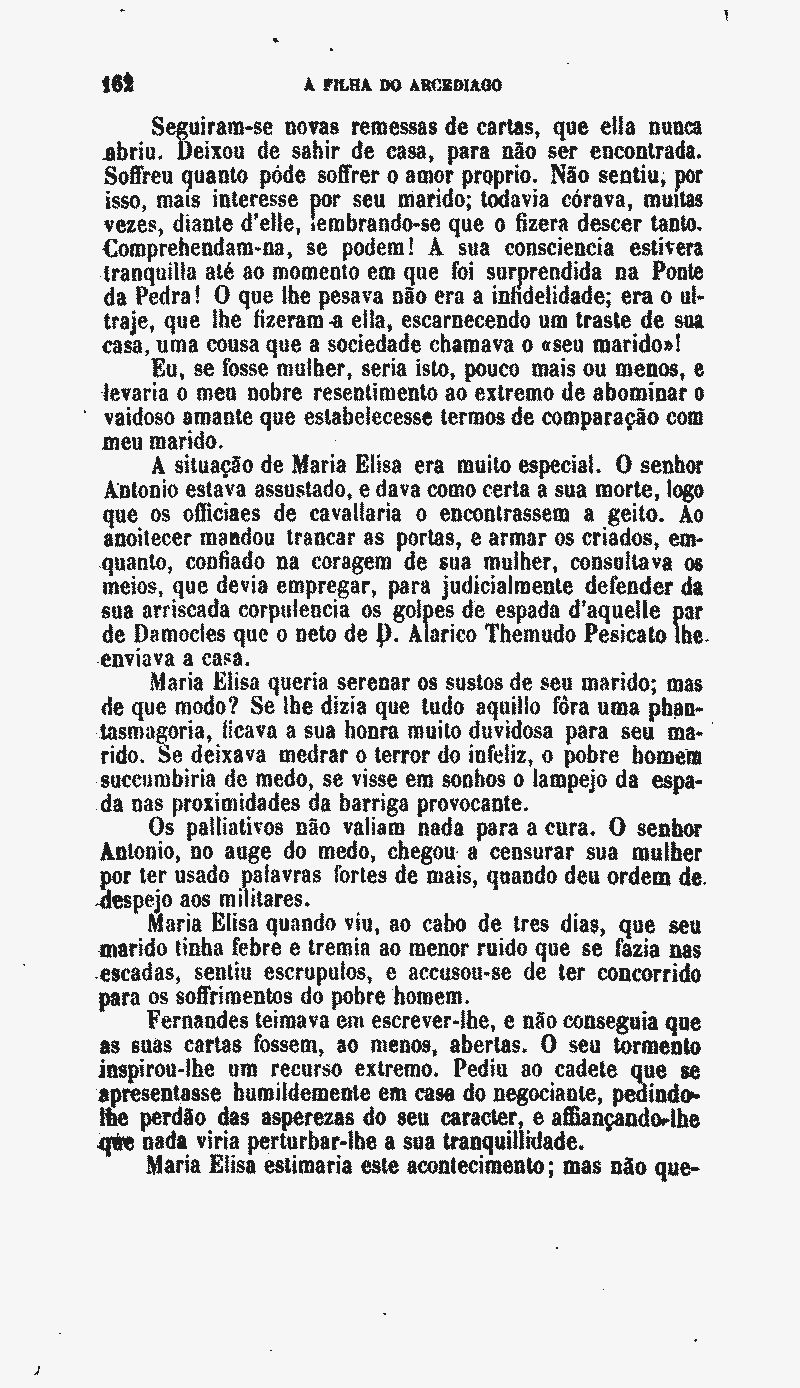 162 A FILHA DO ARCEDIAGO
Seguiram-se novas remessas de cartas, que ella nunca
abriu. Deixou de sahir de casa, para não ser encontrada.
Soffreu quanto póde soffrer o amor proprio. Não sentiu, por
isso, mais interesse por seu marido; todavia córava, muitas
vezes, diante d'elle, lembrando-se que o fizera descer tanto.
Comprehendam-na, se podem! A sua consciencia estivera
tranquilla até ao momento em que foi surprendida na Ponte
da Pedra! O que lhe pesava não era a infidelidade; era o ul-
traje, que lhe fizeram a ella, escarnecendo um traste de sua
casa, uma cousa que a sociedade chamava o «seu marido»!
Eu, se fosse mulher, seria isto, pouco mais ou menos, e
levaria o meu nobre resentimento ao extremo de abominar o
vaidoso amante que estabelecesse termos de comparação com
meu marido.
A situação de Maria Elisa era muito especial. O senhor
Antonio estava assustado, e dava como certa a sua morte, logo
que os officiaes de cavallaria o encontrassem a geito. Ao
anoitecer mandou trancar as portas, e armar os criados, em-
quanto, confiado na coragem de sua mulher, consultava os
meios, que devia empregar, para judicialmente defender da
sua arriscada corpulencia os golpes de espada d'aquelle par
de Damocles que o neto de D. Alarico Themudo Pesicato lhe
enviava a casa.
Maria Elisa queria serenar os sustos de seu marido; mas
de que modo? Se lhe dizia que tudo aquillo fôra uma phan-
tasmagoria, ficava a sua honra muito duvidosa para seu ma-
rido. Se deixava medrar o terror do infeliz, o pobre homem
succumbiria de medo, se visse em sonhos o lampejo da espa-
da nas proximidades da barriga provocante.
Os palliativos não valiam nada para a cura. O senhor
Antonio, no auge do medo, chegou a censurar sua mulher
por ter usado palavras fortes de mais, quando deu ordem de
despejo aos militares.
Maria Elisa quando viu, ao cabo de tres dias, que seu
marido tinha febre e tremia ao menor ruido que se fazia nas
escadas, sentiu escrupulos, e accusou-se de ter concorrido
para os soffrimentos do pobre homem.
Fernandes teimava em escrever-lhe, e não conseguia que
as suas cartas fossem, ao menos, abertas. O seu tormento
inspirou-lhe um recurso extremo. Pediu ao cadete que se
apresentasse humildemente em casa do negociante, pedindo-
lhe perdão das asperezas do seu caracter, e affiançando-lhe
que nada viria perturbar-lhe a sua tranquillidade.
Maria Elisa estimaria este acontecimento; mas não que-